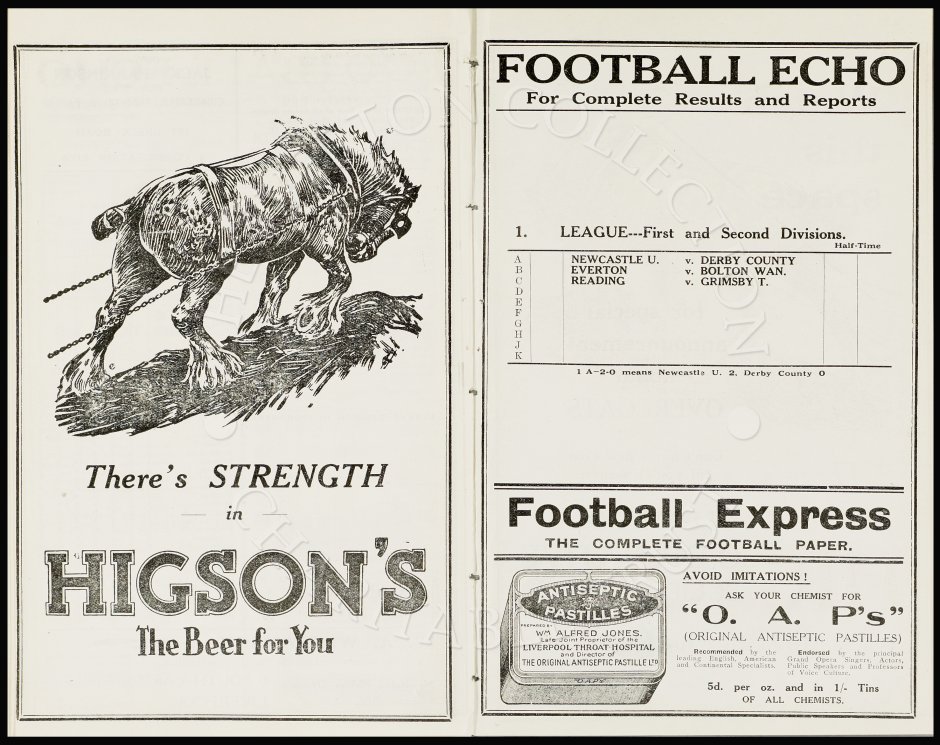 There's STRENGTH
in
HIGSON'S
The Beer for You
FOOTBALL ECHO
For Complete Results and Reports
1. LEAGUE---First and Second Divisions.
Half-Time
A NEWCASTLE U. v. DERBY COUNTY
B EVERTON v. BOLTON WAN.
C READING v. GRIMSBY T.
D
E
F
G
H
J
K
1 A-2-0 means Newcastle U. 2, Derby County 0
Football Express
THE COMPLETE FOOTBALL PAPER.
ANTISEPTIC
PASTILLES
PREPARED BY
WM ALFRED JONES.
Late Joint Proprietor of the
LIVERPOOL THROAT HOSPITAL
and Director of
THE ORIGINAL ANTISEPTIC PASTILLE LTD
"OAPS"
AVOID IMITATIONS!
ASK YOUR CHEMIST FOR
"O. A. P's"
(ORIGINAL ANTISEPTIC PASTILLES)
Recommended by the
leading English, American
and Continental Specialists.
Endorsed by the principal
Grand Opera Singers, Actors,
Public Speakers and Professors
of Voice Culture.
5d. per oz. and in 1/- Tins
OF ALL CHEMISTS.